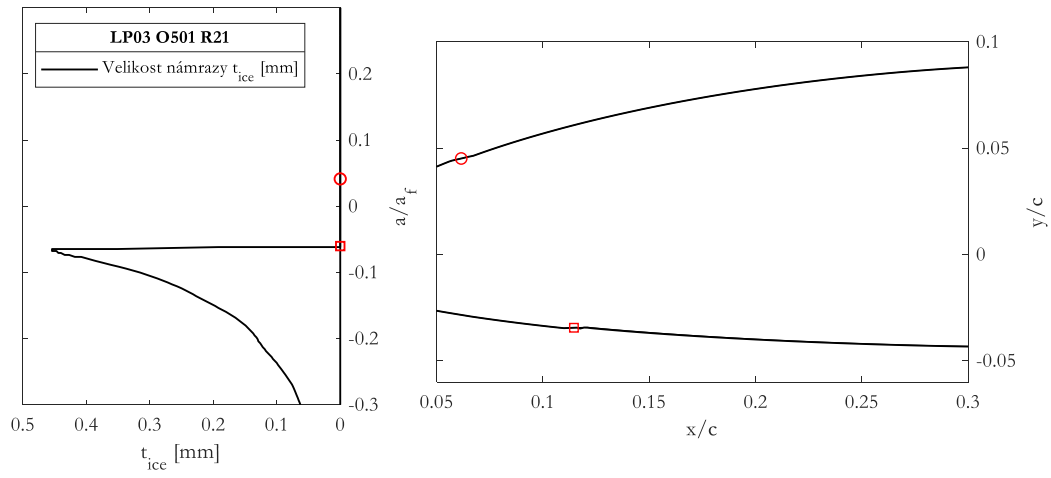 LP03 O501 R21
Velikost námrazy t_ice [mm]
0.2
0.1
0
-0.1
-0.2
-0.3
a/a_f
0.5 0.4 0.3 0.2 0.1 0
t_ice [mm]
0.1
0.05
0
-0.05
y/c
0.05 0.1 0.15 0.2 0.25 0.3
x/c